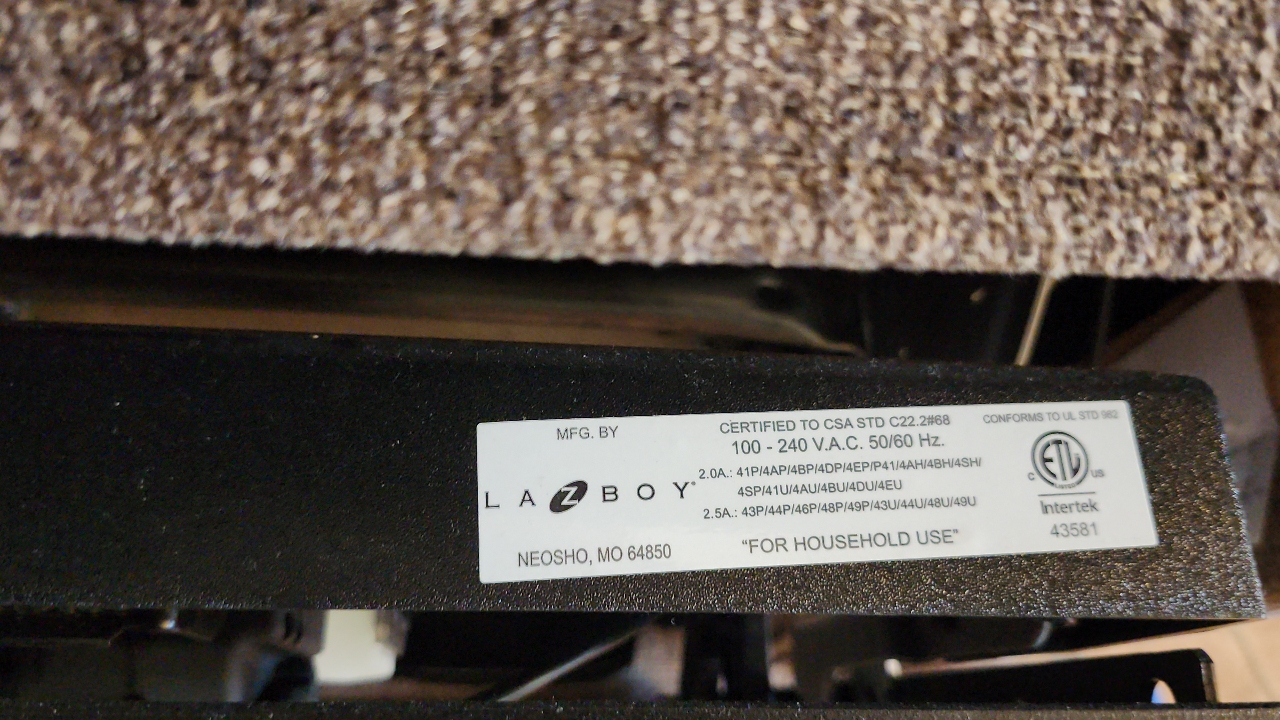 MFG. BY
LA Z BOY®
NEOSHO, MO 64850
CERTIFIED TO CSA STD C22.2#68
100 - 240 V.A.C. 50/60 Hz.
2.0A.: 41P/4AP/4BP/4DP/4EP/P41/4AH/4BH/4SH/
4SP/41U/4AU/4BU/4DU/4EU
2.5A.: 43P/44P/46P/48P/49P/43U/44U/48U/49U
"FOR HOUSEHOLD USE"
CONFORMS TO UL STD 962
C ETL US
Intertek
43581